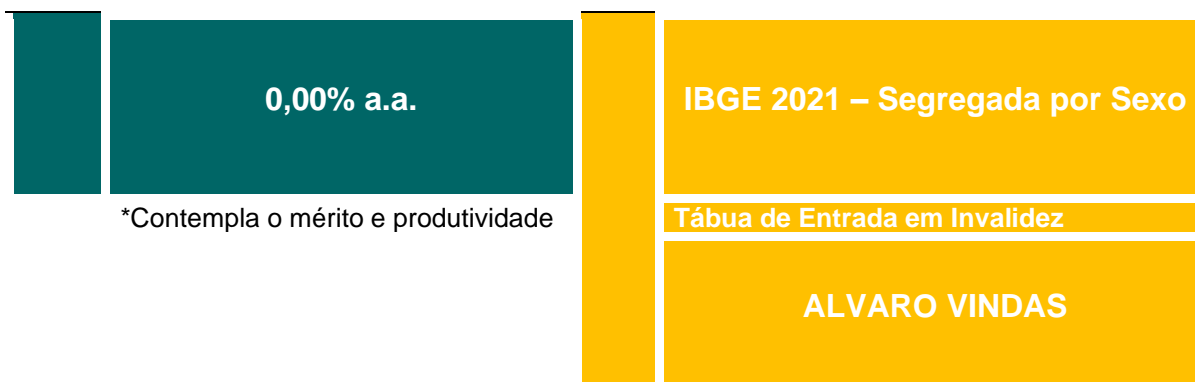 0,00% a.a.
*Contempla o mérito e produtividade
IBGE 2021 – Segregada por Sexo
Tábua de Entrada em Invalidez
ALVARO VINDAS